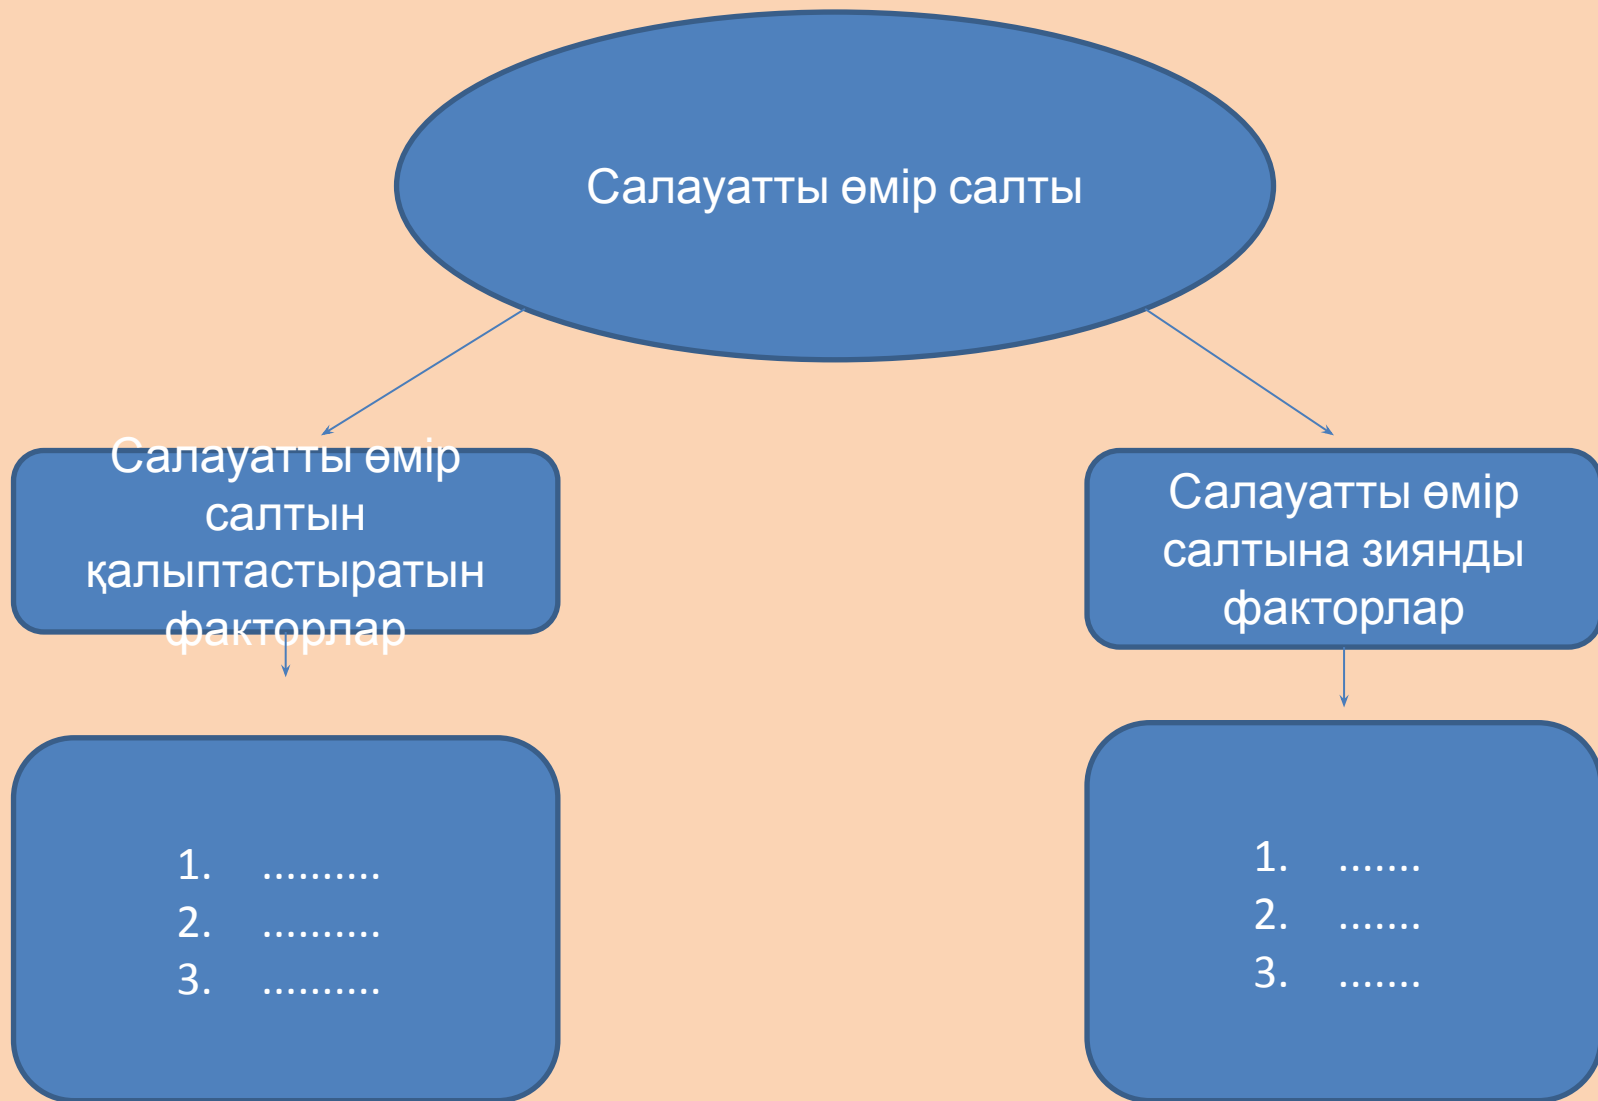 Салауатты өмір салты
Салауатты өмір
салтын
қалыптастыратын
факторлар
Салауатты өмір
салтына зиянды
факторлар
1. ..........
2. ..........
3. ..........
1. .......
2. .......
3. .......